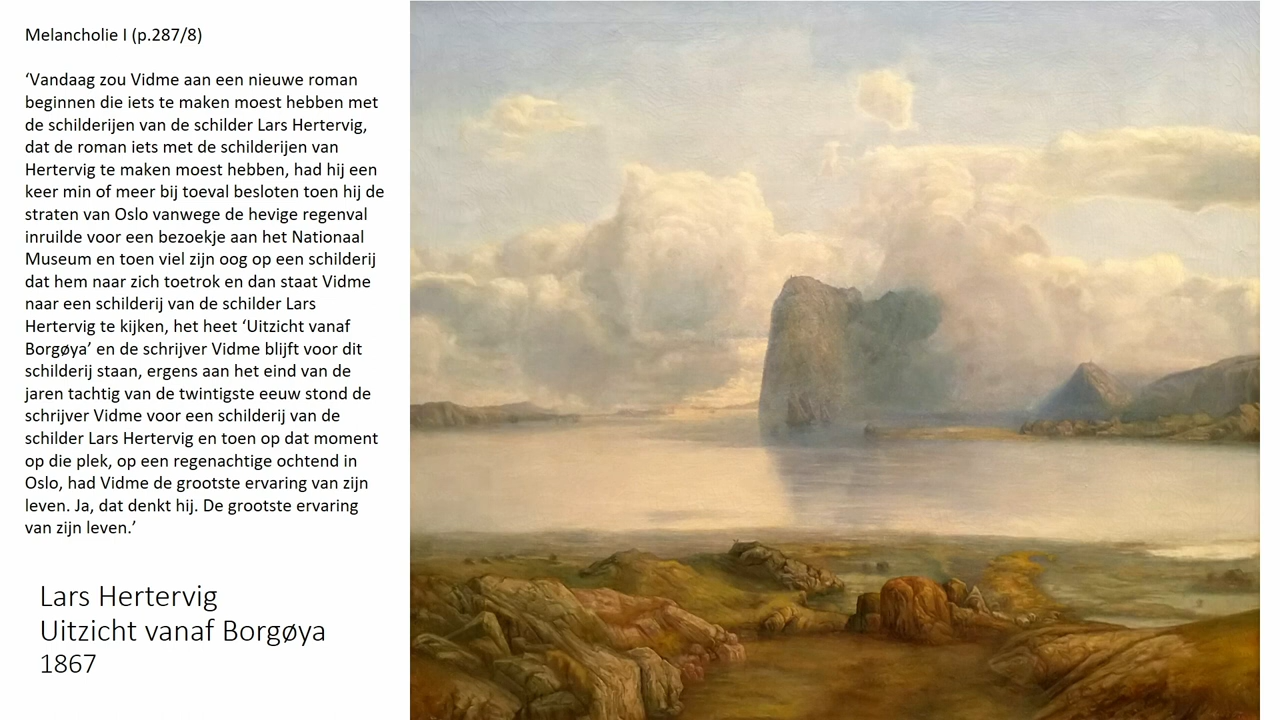 Melancholie I (p.287/8)
‘Vandaag zou Vidme aan een nieuwe roman
beginnen die iets te maken moest hebben met
de schilderijen van de schilder Lars Hertervig,
dat de roman iets met de schilderijen van
Hertervig te maken moest hebben, had hij een
keer min of meer bij toeval besloten toen hij de
straten van Oslo vanwege de hevige regenval
inruilde voor een bezoekje aan het Nationaal
Museum en toen viel zijn oog op een schilderij
dat hem naar zich toetrok en dan staat Vidme
naar een schilderij van de schilder Lars
Hertervig te kijken, het heet ‘Uitzicht vanaf
Borgøya’ en de schrijver Vidme blijft voor dit
schilderij staan, ergens aan het eind van de
jaren tachtig van de twintigste eeuw stond de
schrijver Vidme voor een schilderij van de
schilder Lars Hertervig en toen op dat moment
op die plek, op een regenachtige ochtend in
Oslo, had Vidme de grootste ervaring van zijn
leven. Ja, dat denkt hij. De grootste ervaring
van zijn leven.’
Lars Hertervig
Uitzicht vanaf Borgøya
1867